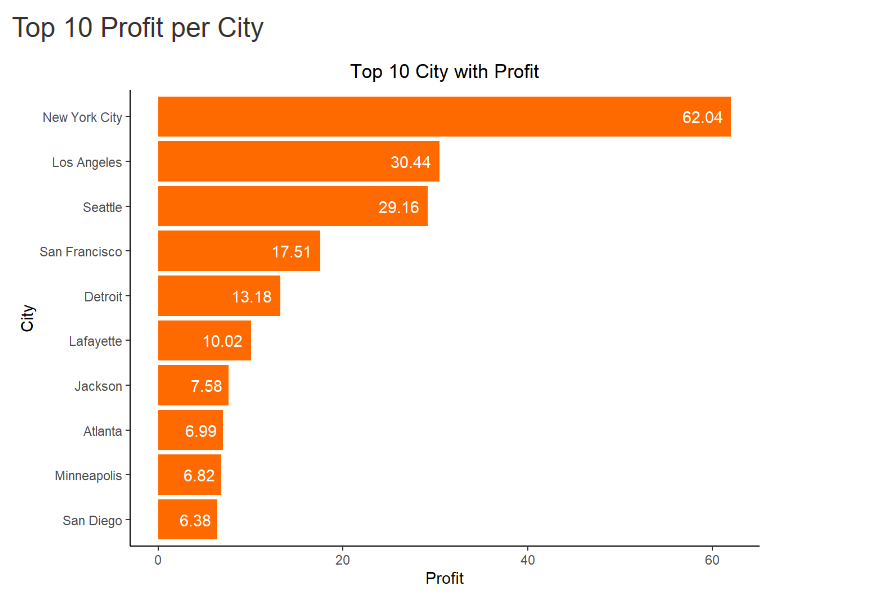 Top 10 Profit per City
Top 10 City with Profit
New York City
62.04
Los Angeles
30.44
Seattle
29.16
San Francisco
17.51
Detroit
13.18
City
Lafayette
10.02
Jackson
7.58
Atlanta
6.99
Minneapolis
6.82
San Diego
6.38
0
20
40
60
Profit